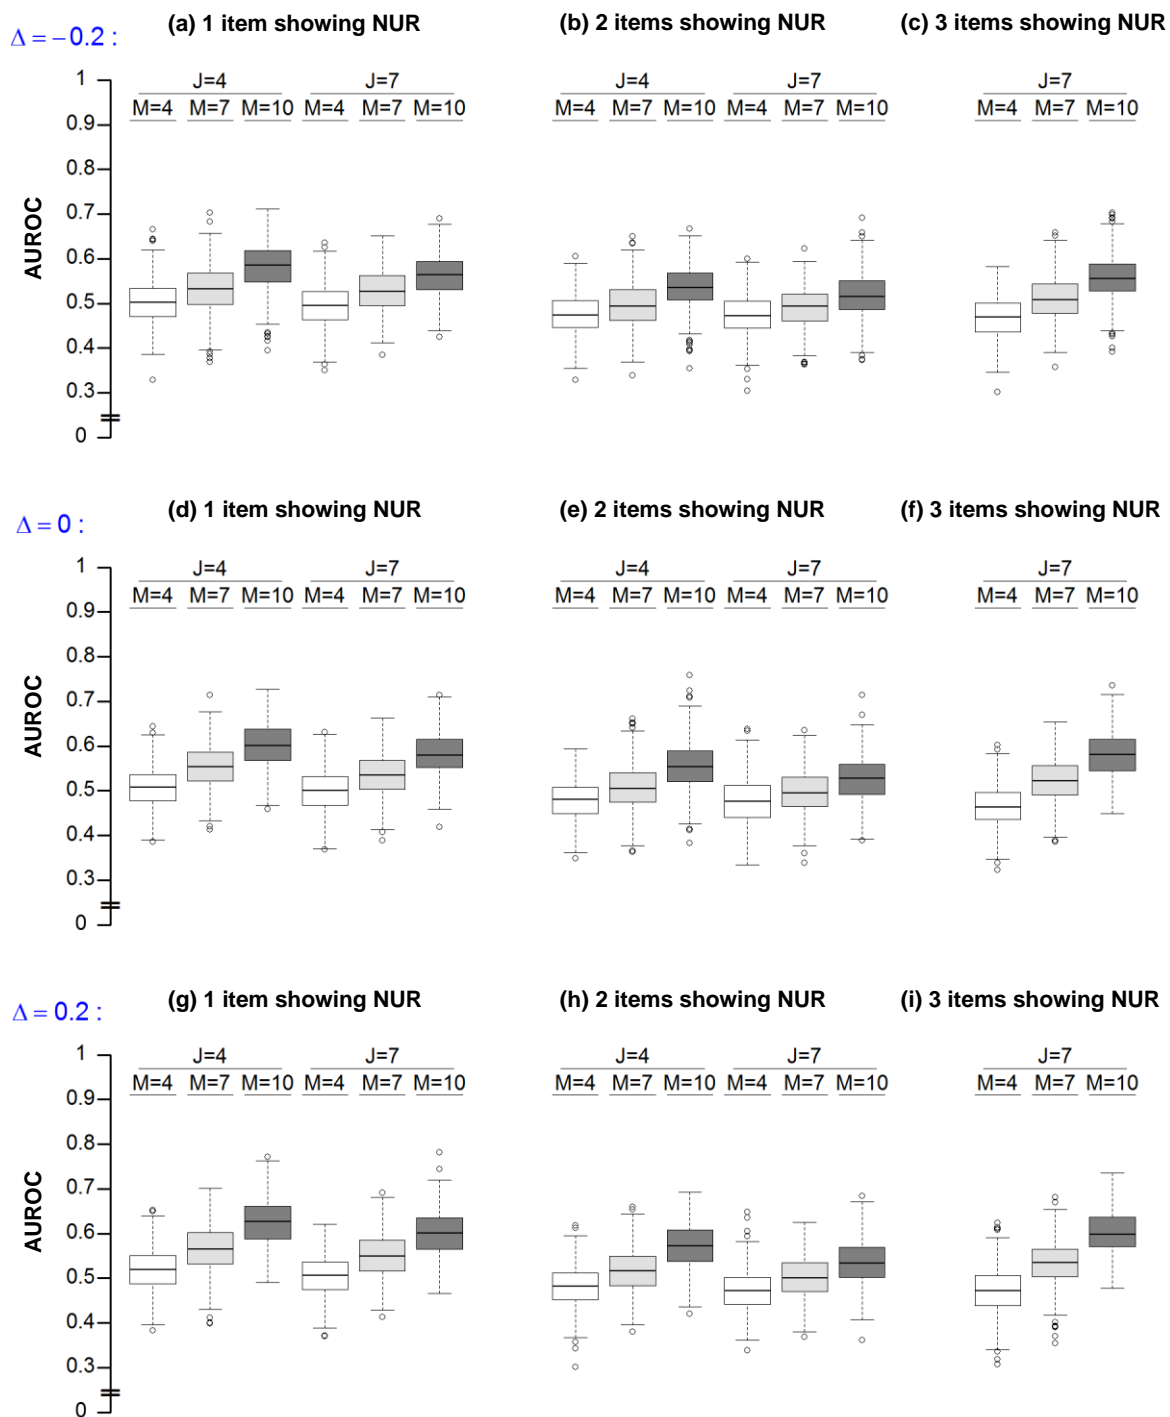 Δ = −0.2 :
(a) 1 item showing NUR
(b) 2 items showing NUR
(c) 3 items showing NUR
J=4
J=7
M=4 M=7 M=10 M=4 M=7 M=10
J=4
J=7
M=4 M=7 M=10 M=4 M=7 M=10
J=7
M=4 M=7 M=10
AUROC
1
0.9
0.8
0.7
0.6
0.5
0.4
0.3
0
Δ = 0 :
(d) 1 item showing NUR
(e) 2 items showing NUR
(f) 3 items showing NUR
J=4
J=7
M=4 M=7 M=10 M=4 M=7 M=10
J=4
J=7
M=4 M=7 M=10 M=4 M=7 M=10
J=7
M=4 M=7 M=10
AUROC
1
0.9
0.8
0.7
0.6
0.5
0.4
0.3
0
Δ = 0.2 :
(g) 1 item showing NUR
(h) 2 items showing NUR
(i) 3 items showing NUR
J=4
J=7
M=4 M=7 M=10 M=4 M=7 M=10
J=4
J=7
M=4 M=7 M=10 M=4 M=7 M=10
J=7
M=4 M=7 M=10
AUROC
1
0.9
0.8
0.7
0.6
0.5
0.4
0.3
0